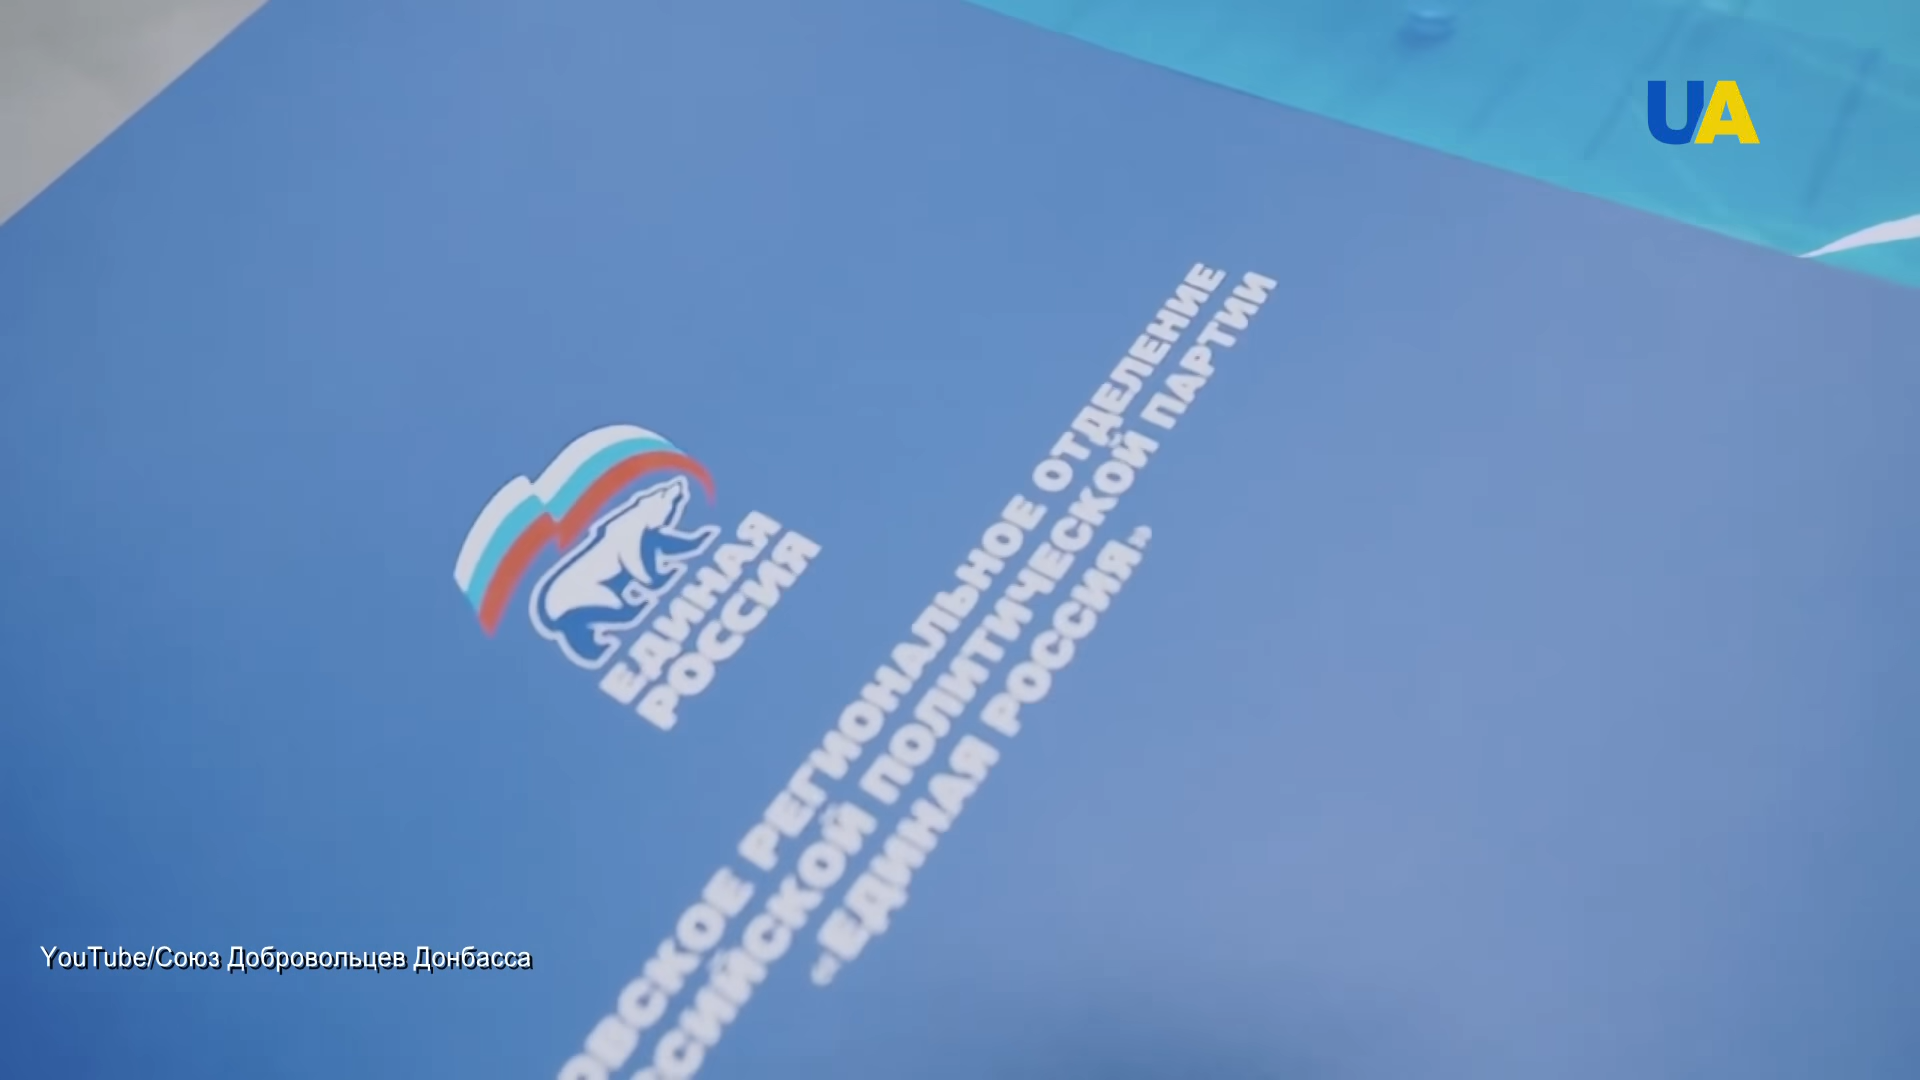 UA
ЕДИНАЯ
РОССИЯ
РЕГИОНАЛЬНОЕ ОТДЕЛЕНИЕ
ПОЛИТИЧЕСКОЙ ПАРТИИ
«ЕДИНАЯ РОССИЯ»
YouTube/Союз Добровольцев Донбасса